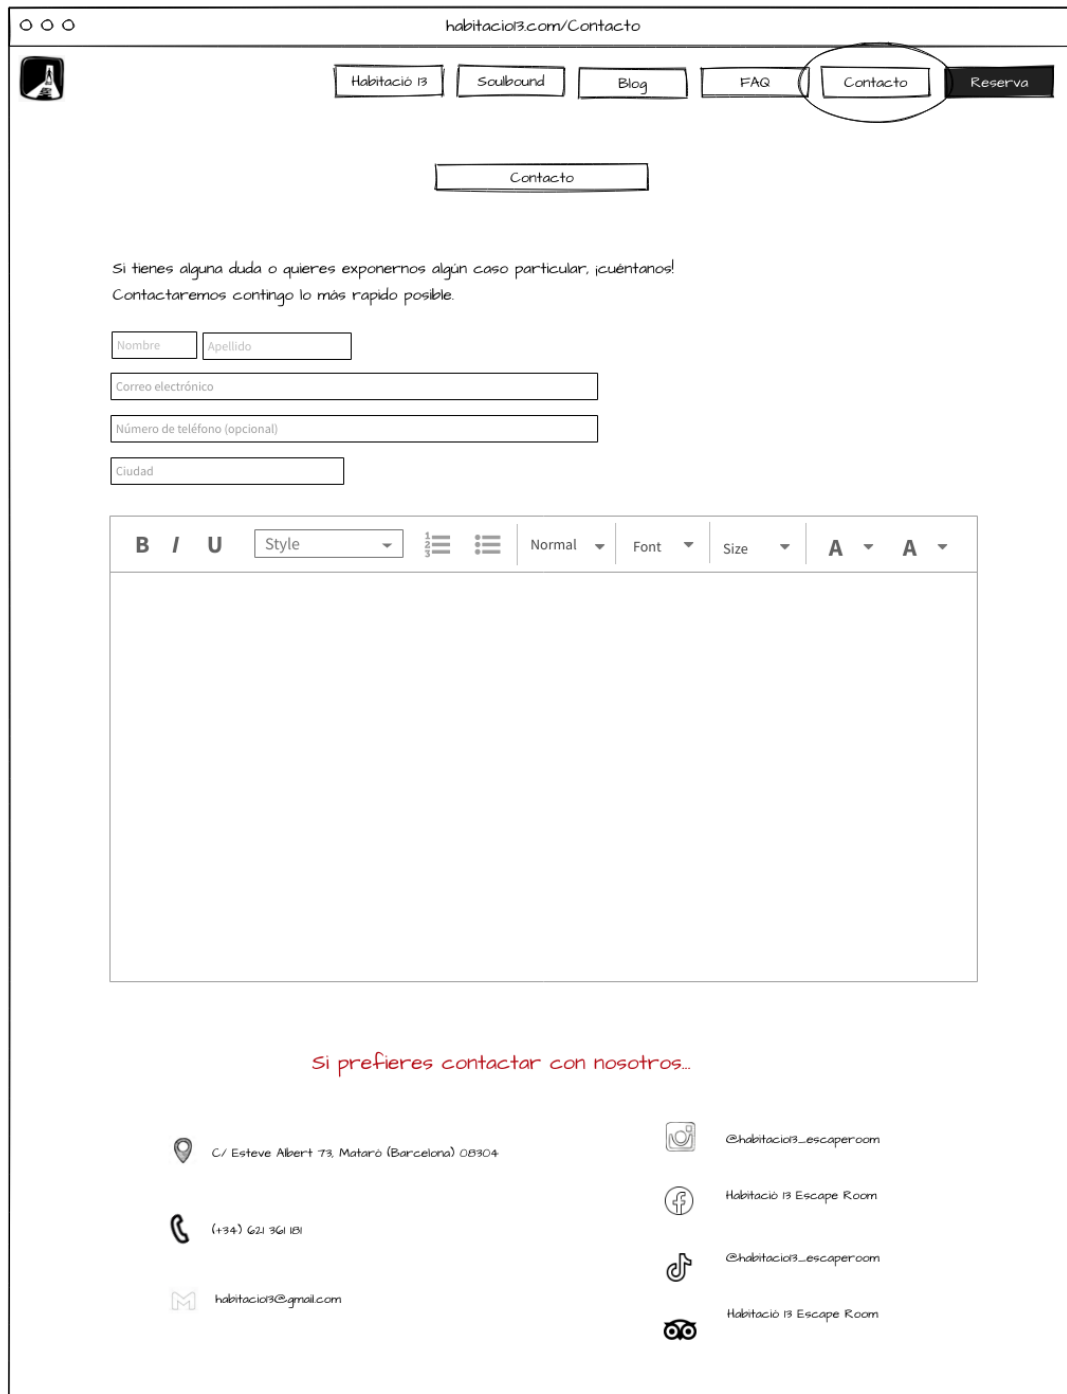 habitacio13.com/Contacto
Habitació 13
Soulbound
Blog
FAQ
Contacto
Reserva
Contacto
Si tienes alguna duda o quieres exponernos algún caso particular, ¡cuéntanos!
Contactaremos contingo lo más rapido posible.
Nombre
Apellido
Correo electrónico
Número de teléfono (opcional)
Ciudad
B I U Style 1 2 3 Normal Font Size A A
Si prefieres contactar con nosotros...
C/ Esteve Albert 73, Mataró (Barcelona) 08304
(+34) 621 361 181
habitacio13@gmail.com
@habitacio13_escaperoom
Habitació 13 Escape Room
@habitacio13_escaperoom
Habitació 13 Escape Room